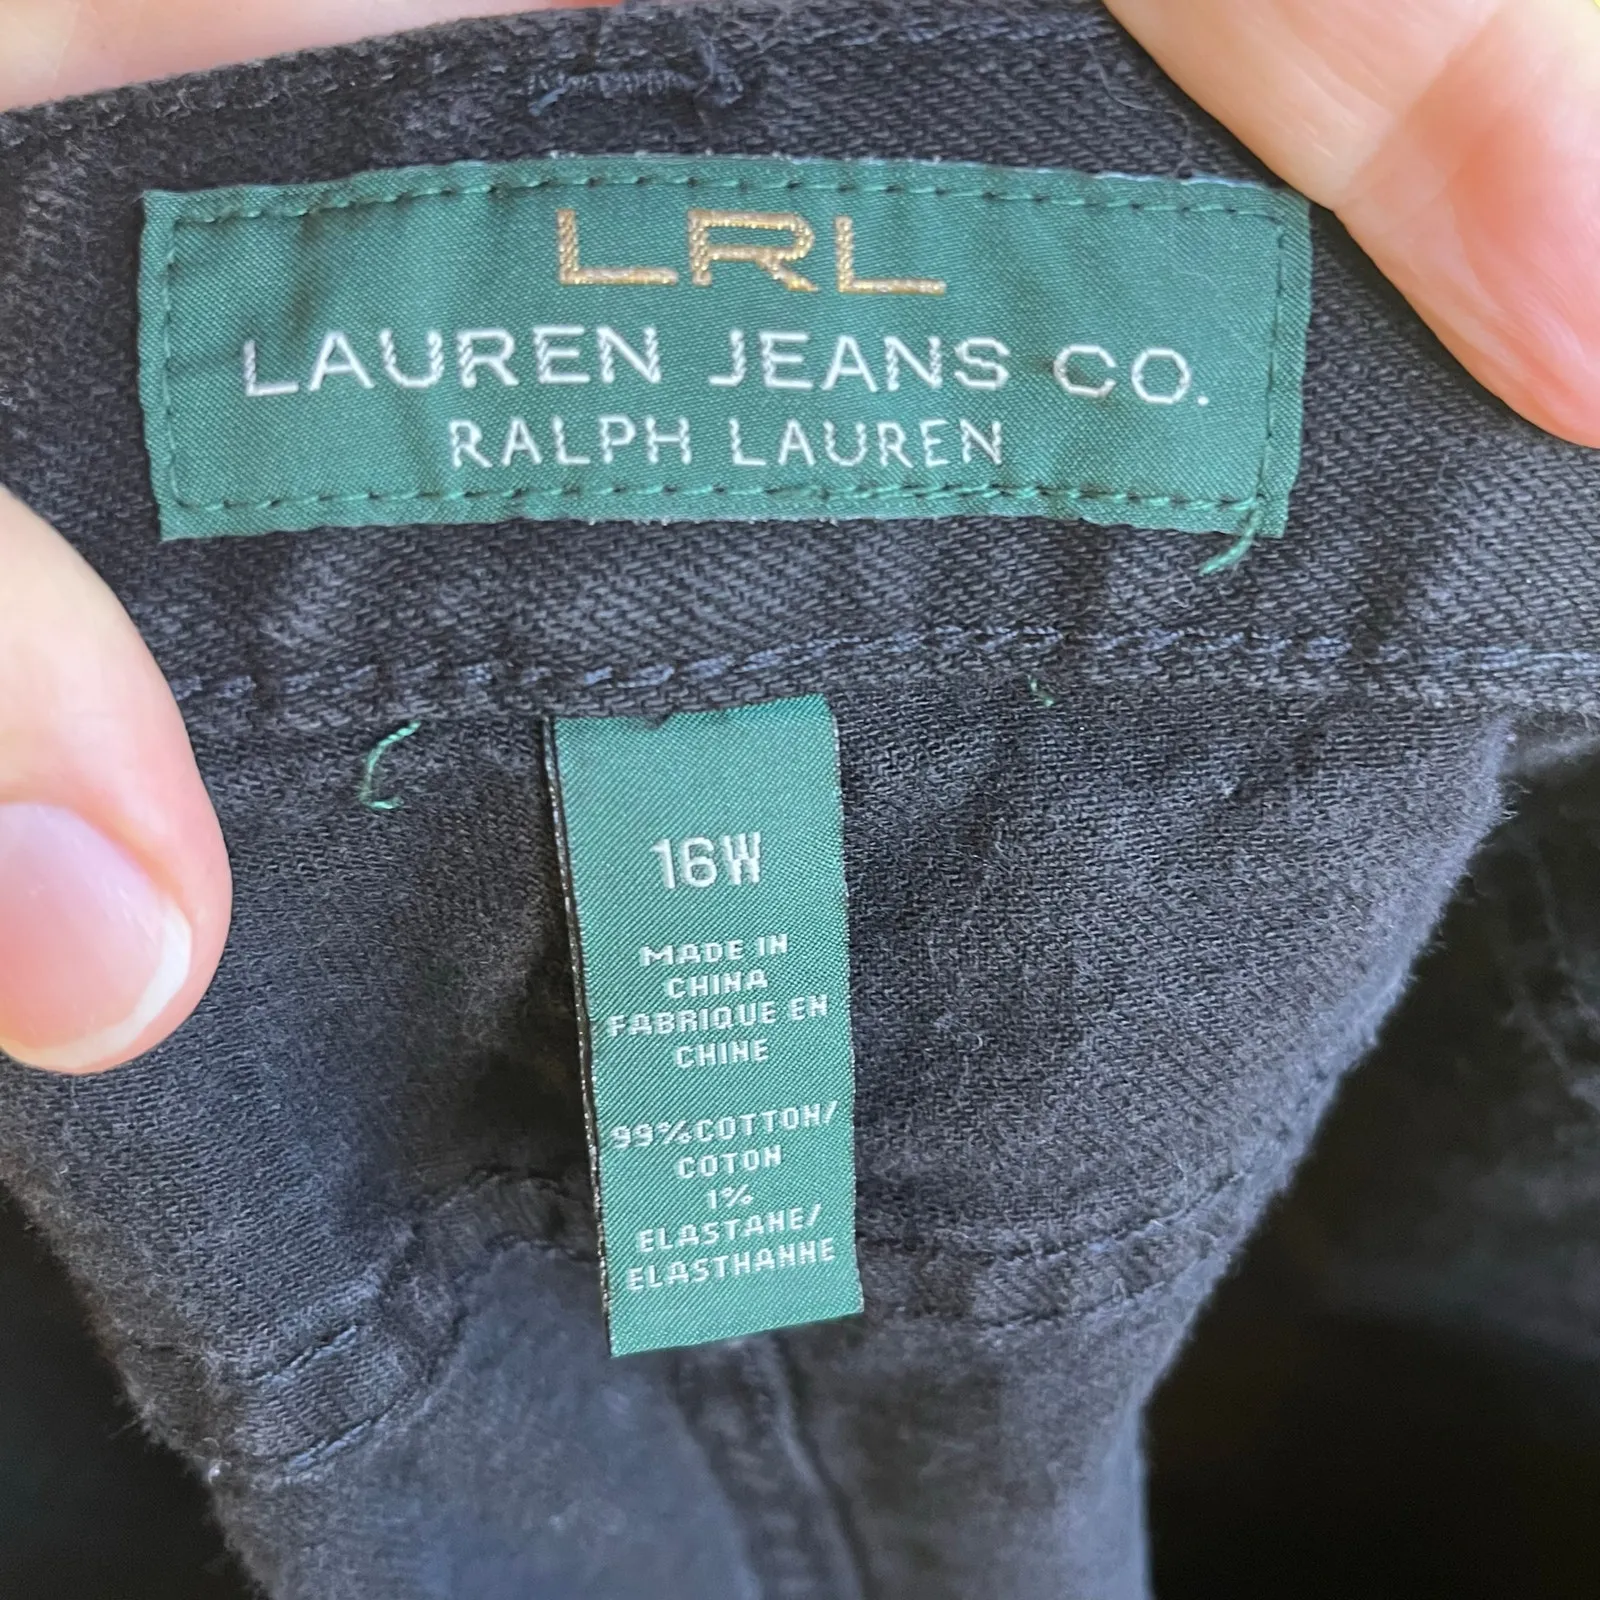 LRL
LAUREN JEANS CO.
RALPH LAUREN
16W
MADE IN
CHINA
FABRIQUE EN
CHINE
99%COTTON/
COTON
1%
ELASTANE/
ELASTHANNE